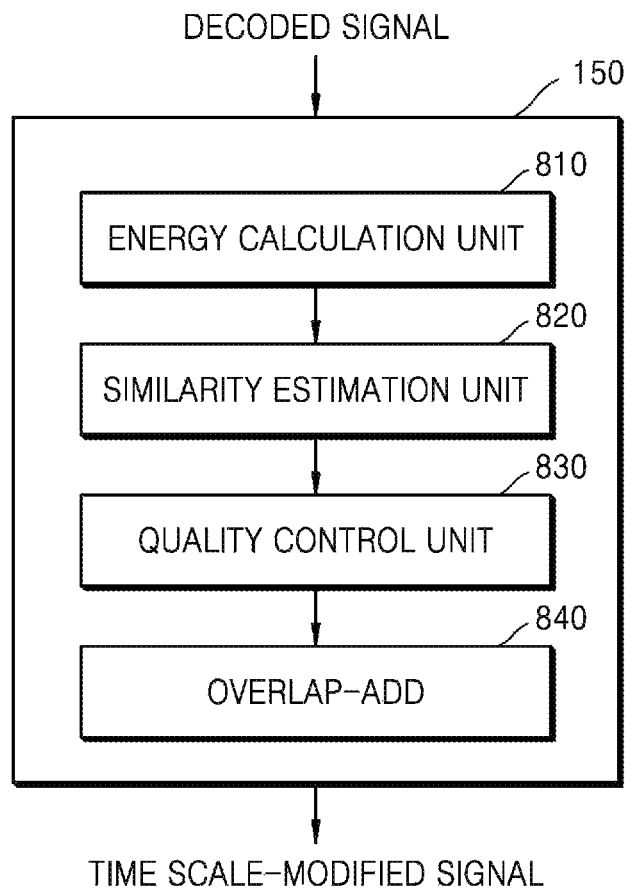 DECODED SIGNAL
150
810
ENERGY CALCULATION UNIT
820
SIMILARITY ESTIMATION UNIT
830
QUALITY CONTROL UNIT
840
OVERLAP-ADD
TIME SCALE-MODIFIED SIGNAL